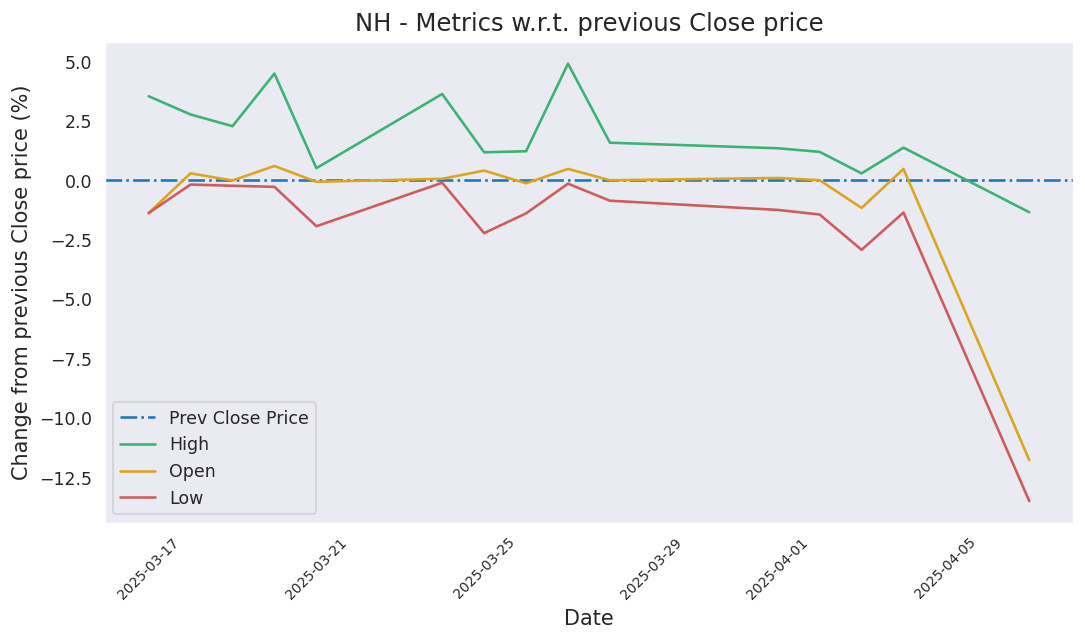 NH - Metrics w.r.t. previous Close price
Change from previous Close price (%)
5.0
2.5
0.0
−2.5
−5.0
−7.5
−10.0
−12.5
Prev Close Price
High
Open
Low
2025-03-17
2025-03-21
2025-03-25
2025-03-29
2025-04-01
2025-04-05
Date